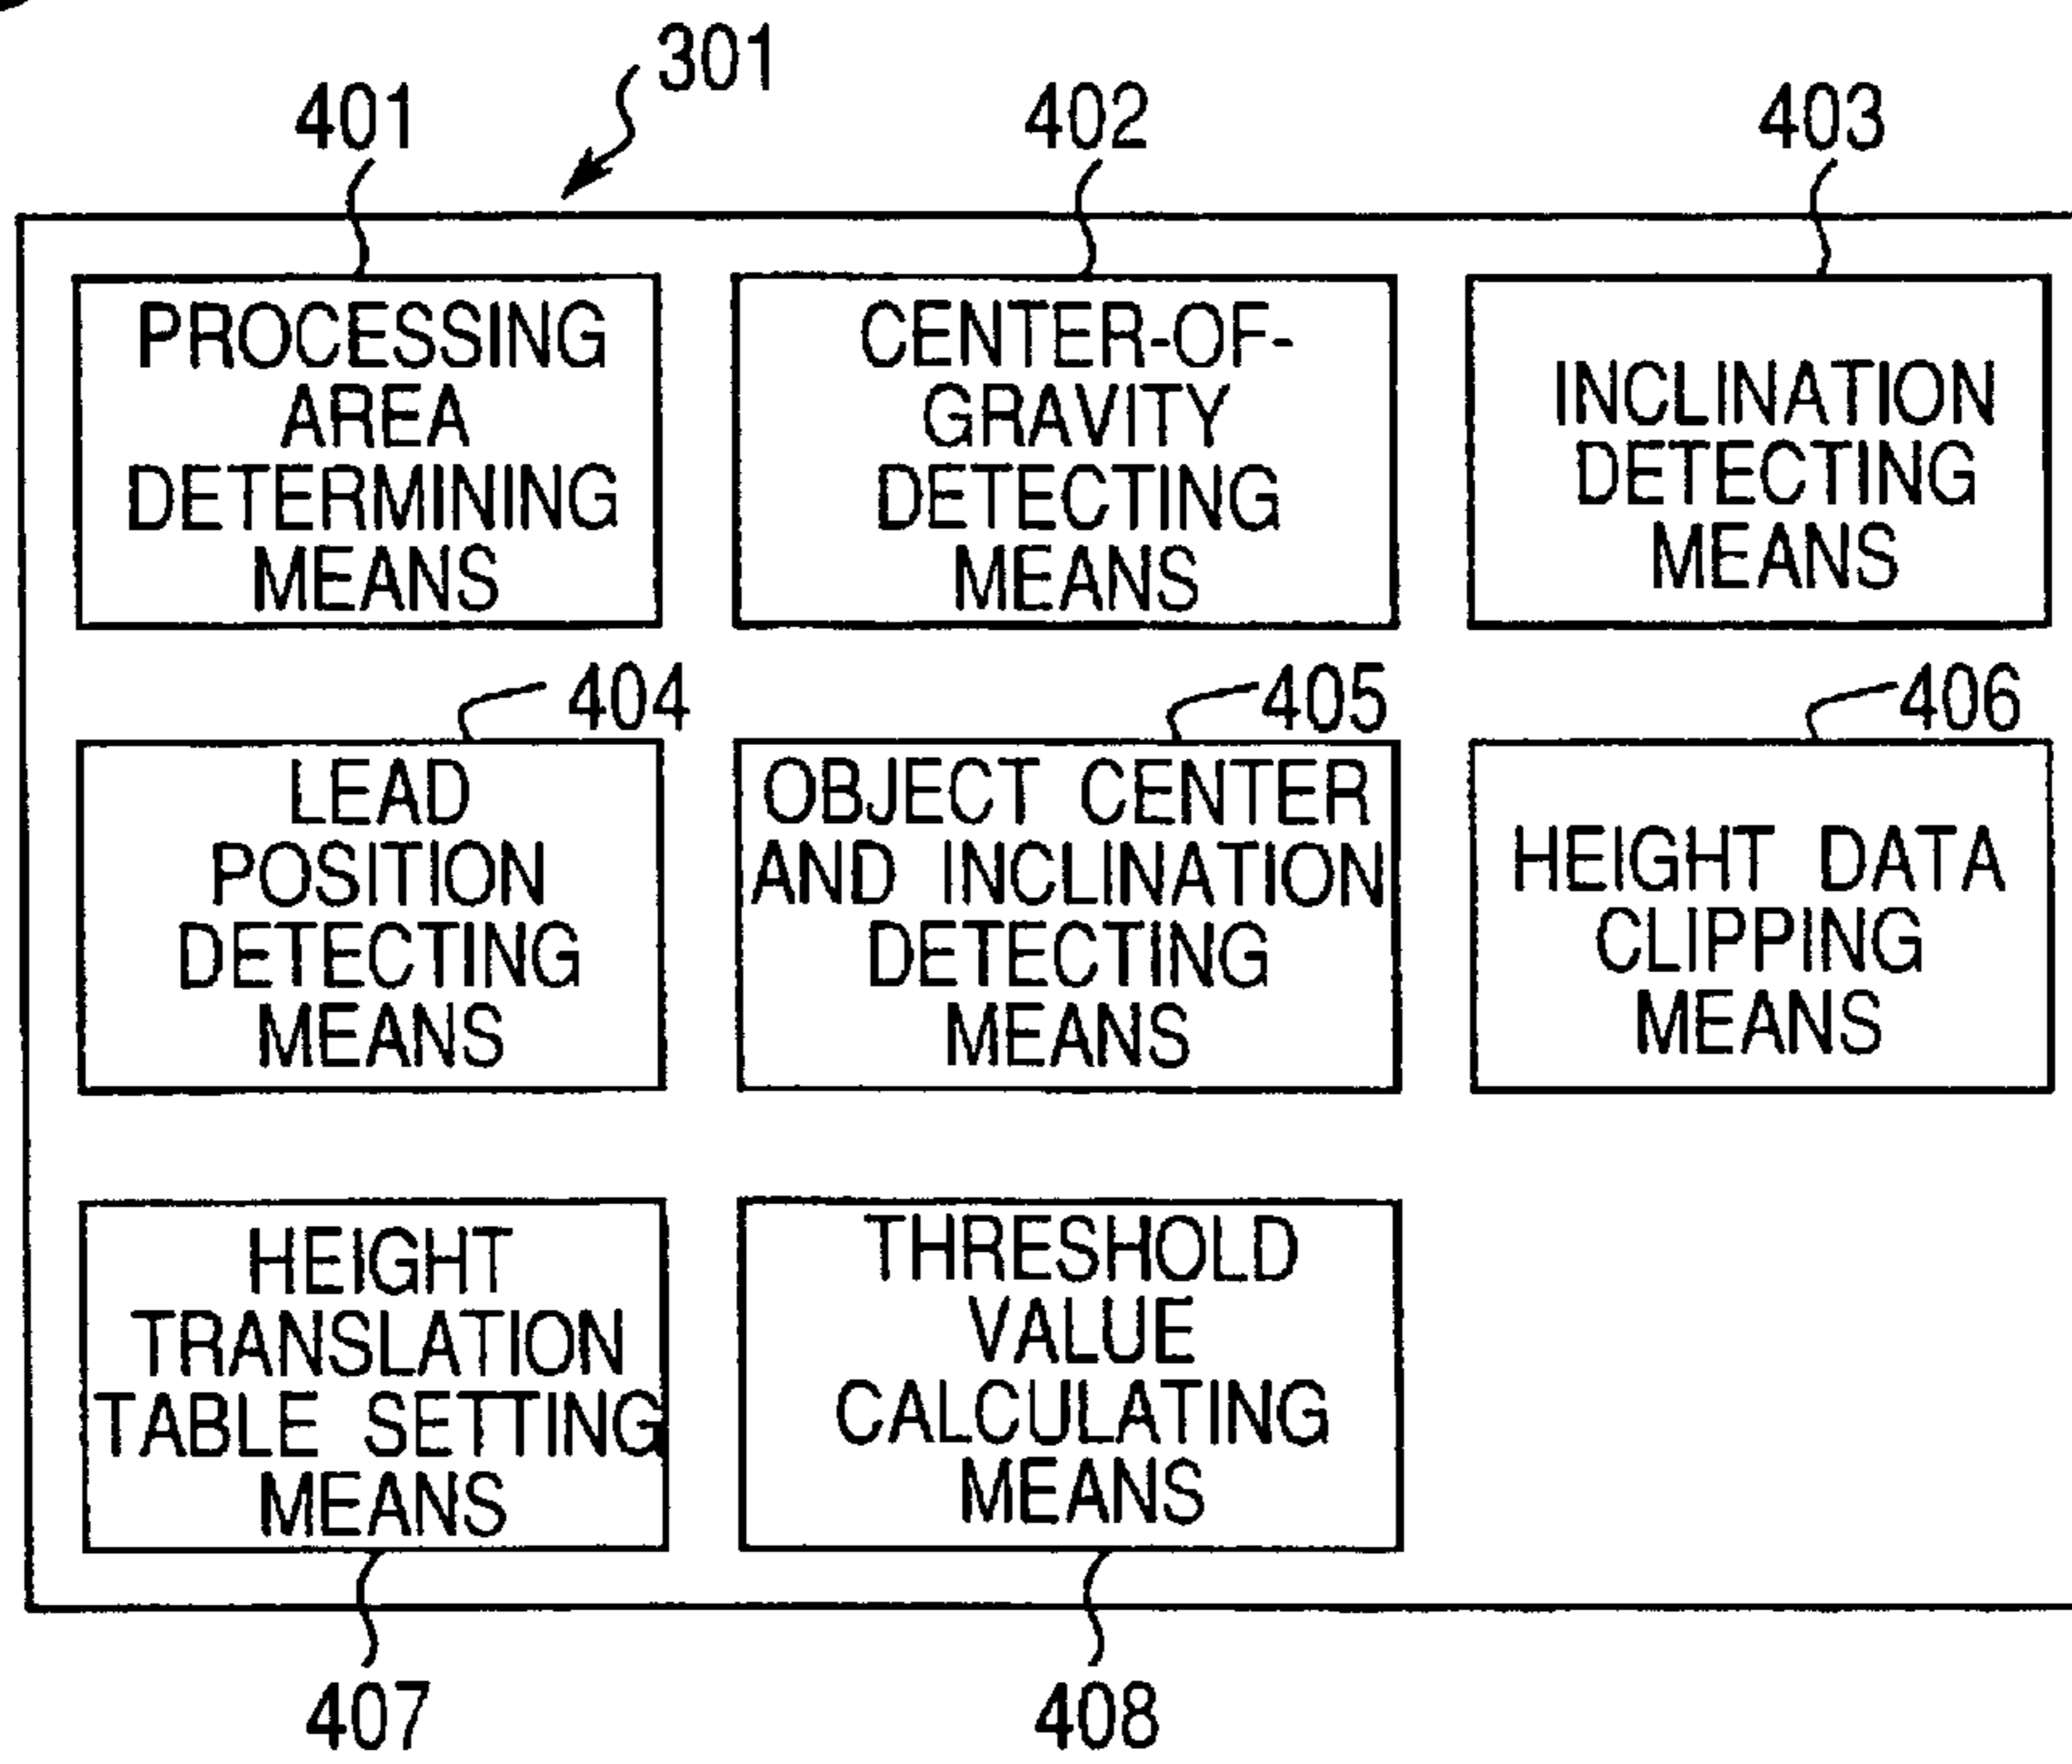 301
401
402
403
PROCESSING
AREA
DETERMINING
MEANS
CENTER-OF-
GRAVITY
DETECTING
MEANS
INCLINATION
DETECTING
MEANS
404
405
406
LEAD
POSITION
DETECTING
MEANS
OBJECT CENTER
AND INCLINATION
DETECTING
MEANS
HEIGHT DATA
CLIPPING
MEANS
HEIGHT
TRANSLATION
TABLE SETTING
MEANS
THRESHOLD
VALUE
CALCULATING
MEANS
407
408